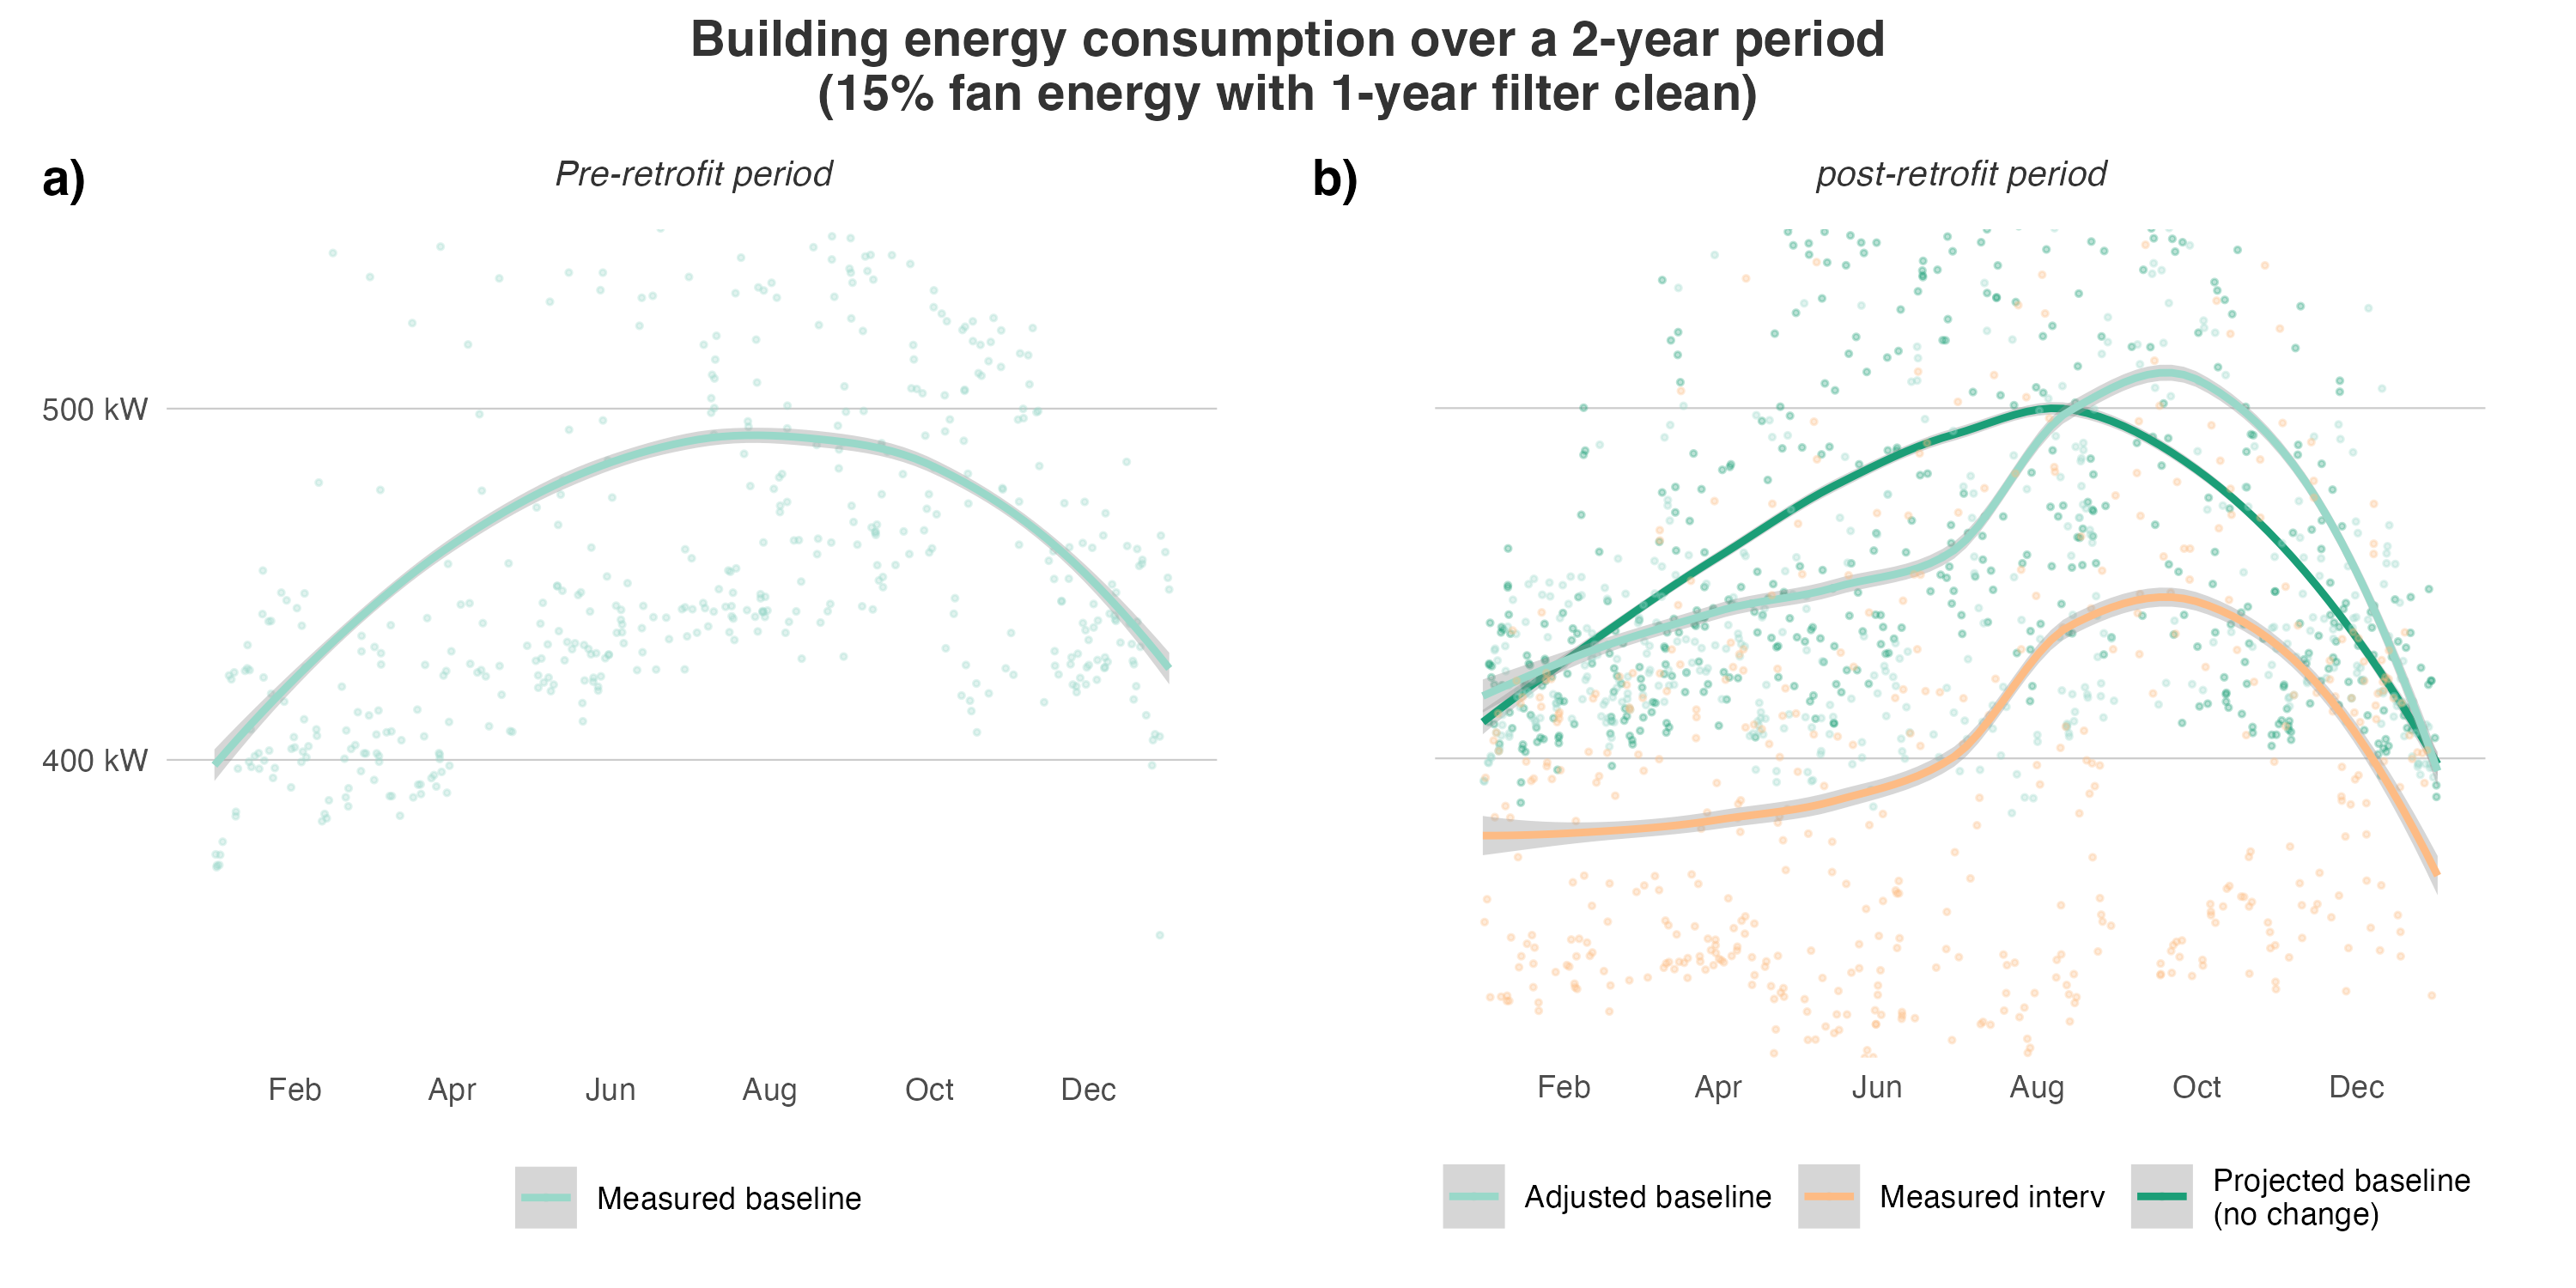 Building energy consumption over a 2-year period
(15% fan energy with 1-year filter clean)
a)
Pre-retrofit period
500 kW
400 kW
Feb Apr Jun Aug Oct Dec
Measured baseline
b)
post-retrofit period
Feb Apr Jun Aug Oct Dec
Adjusted baseline
Measured interv
Projected baseline
(no change)